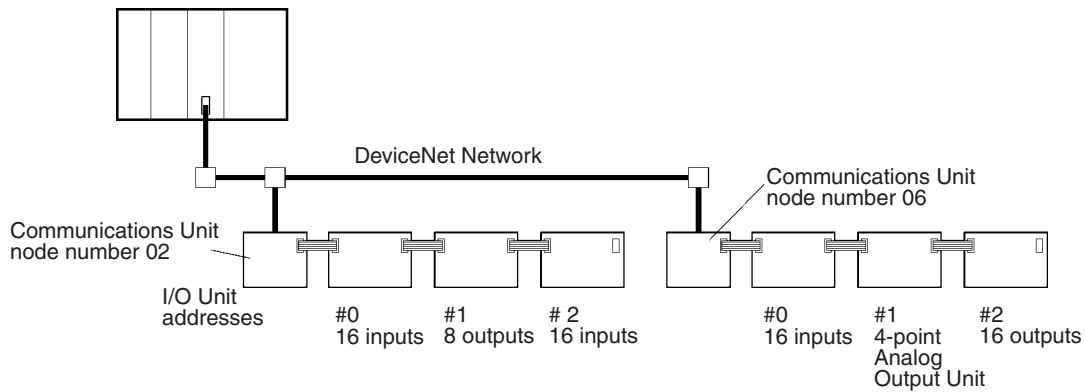 DeviceNet Network
Communications Unit
node number 06
Communications Unit
node number 02
I/O Unit
addresses
#0
16 inputs
#1
8 outputs
# 2
16 inputs
#0
16 inputs
#1
4-point
Analog
Output Unit
#2
16 outputs